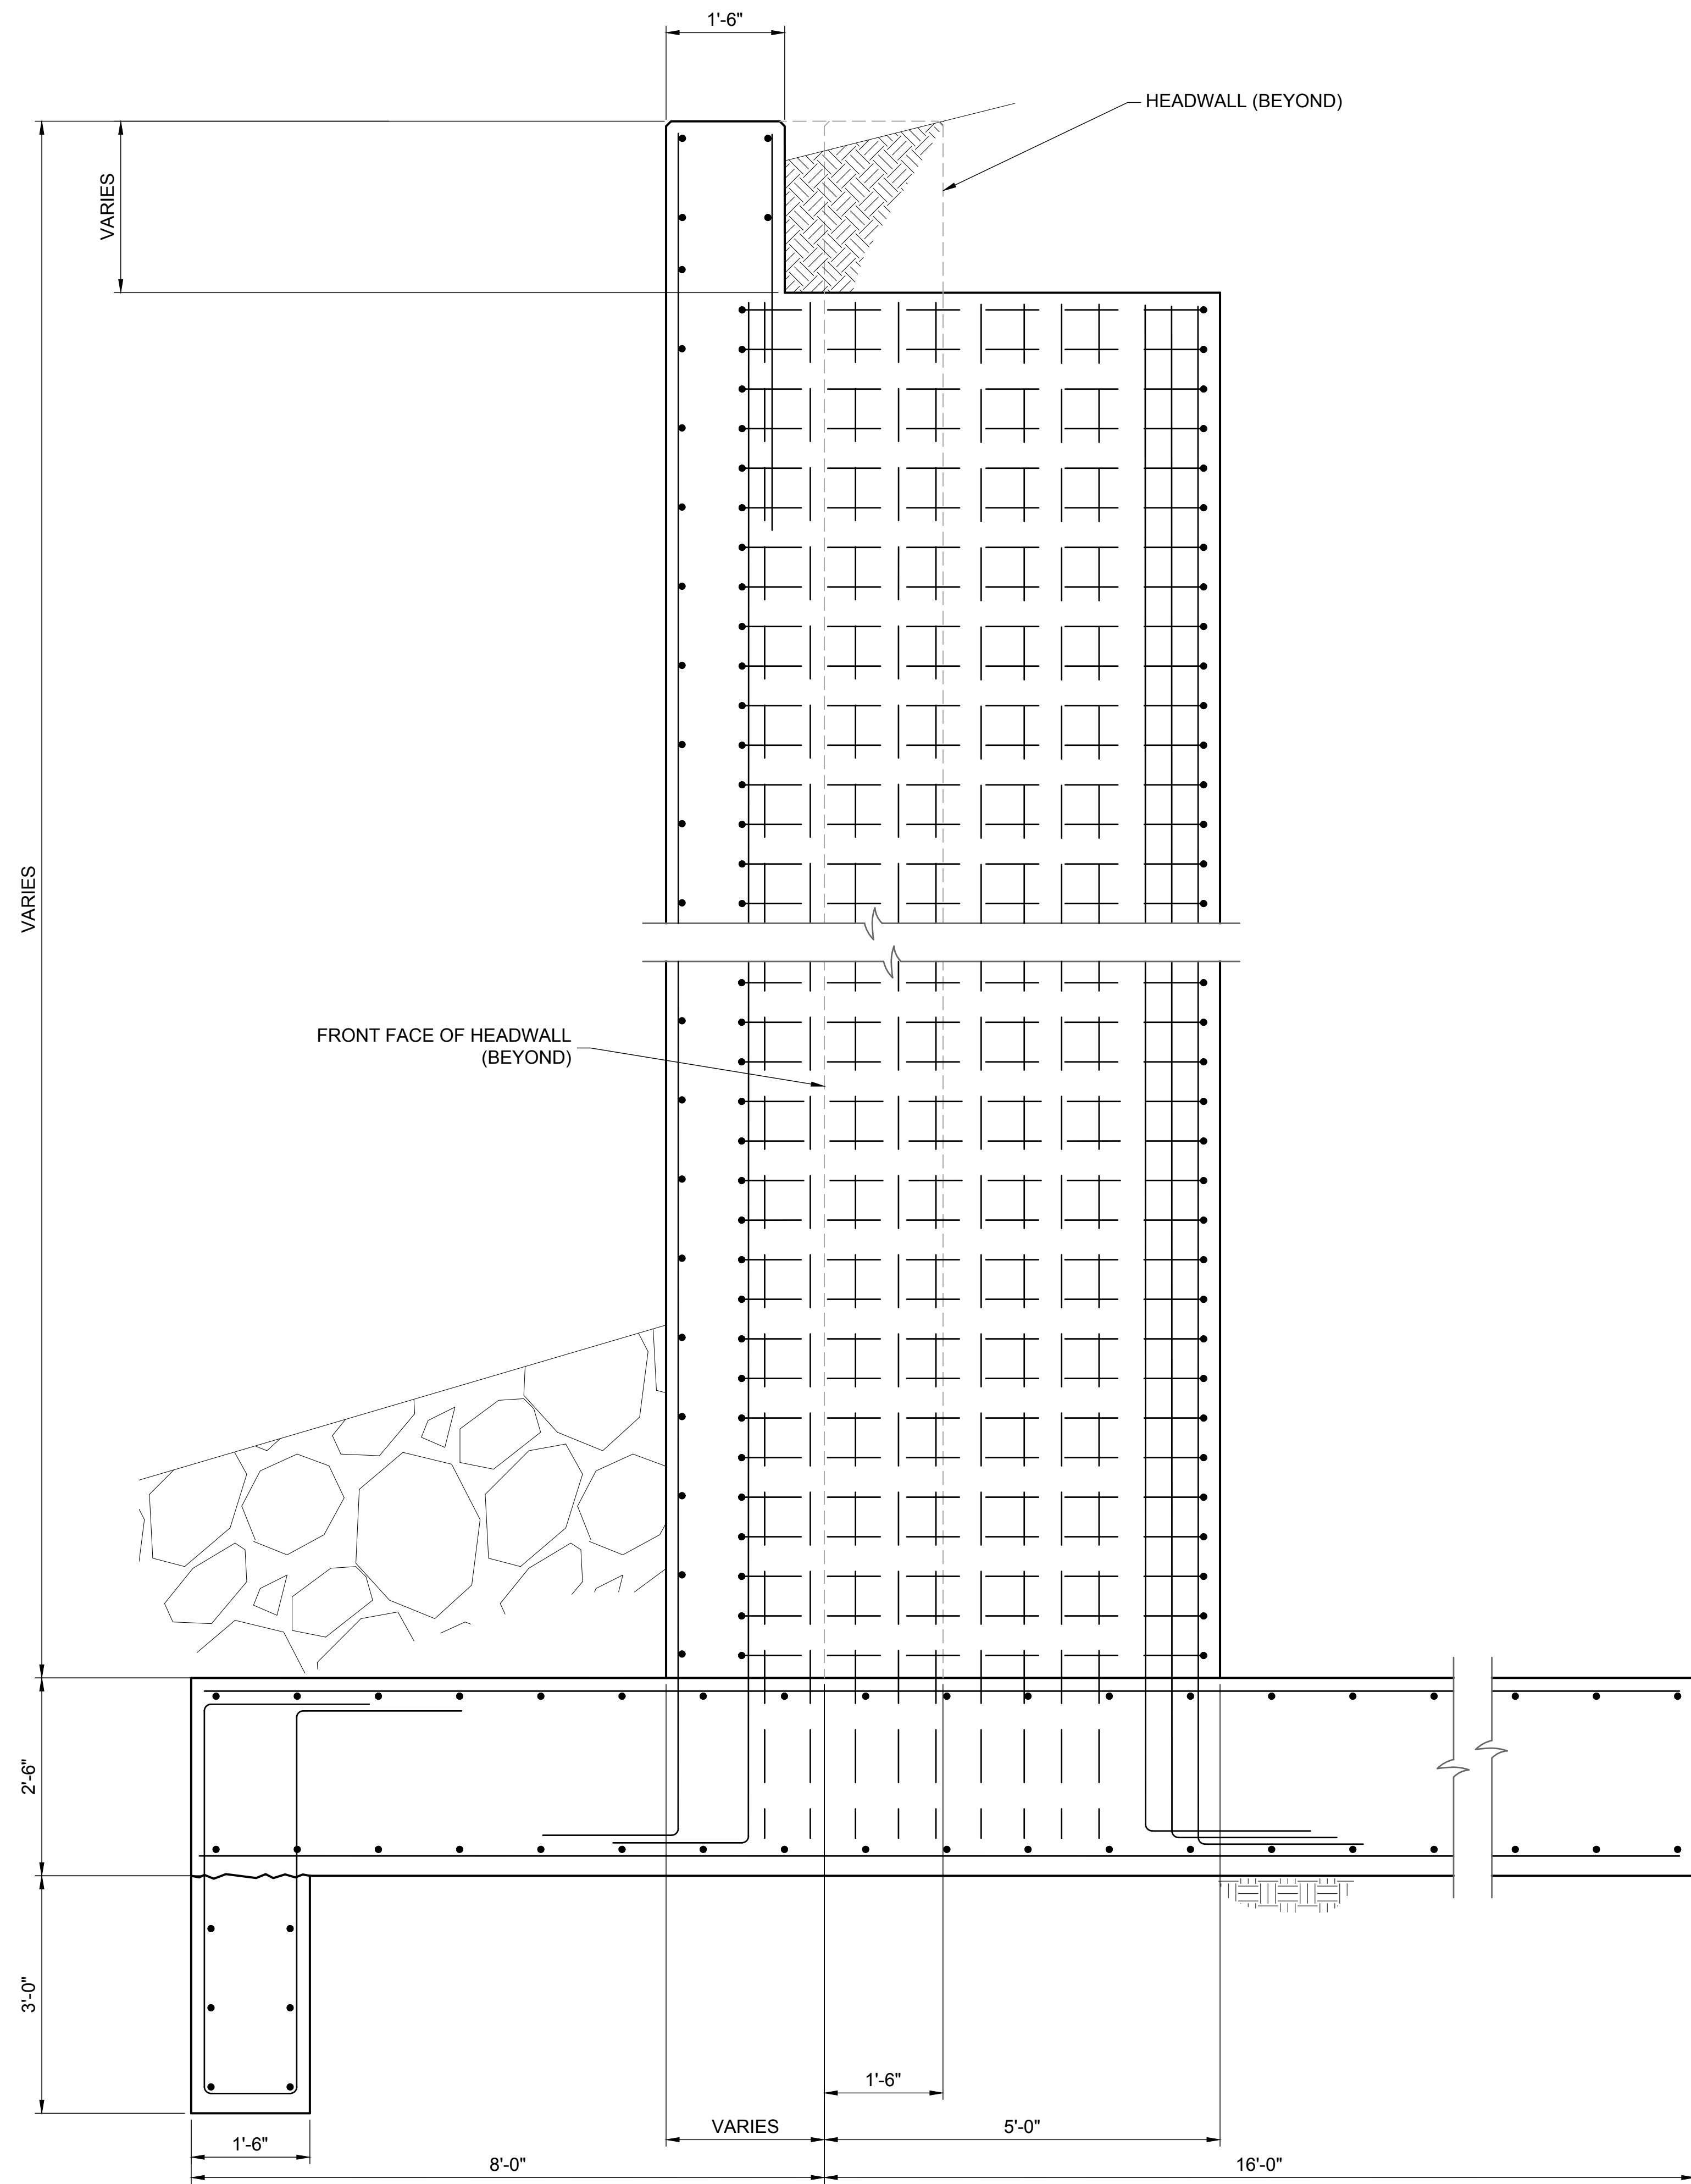 1'-6"
HEADWALL (BEYOND)
VARIES
VARIES
FRONT FACE OF HEADWALL
(BEYOND)
2'-6"
3'-0"
1'-6"
VARIES
5'-0"
1'-6"
8'-0"
16'-0"